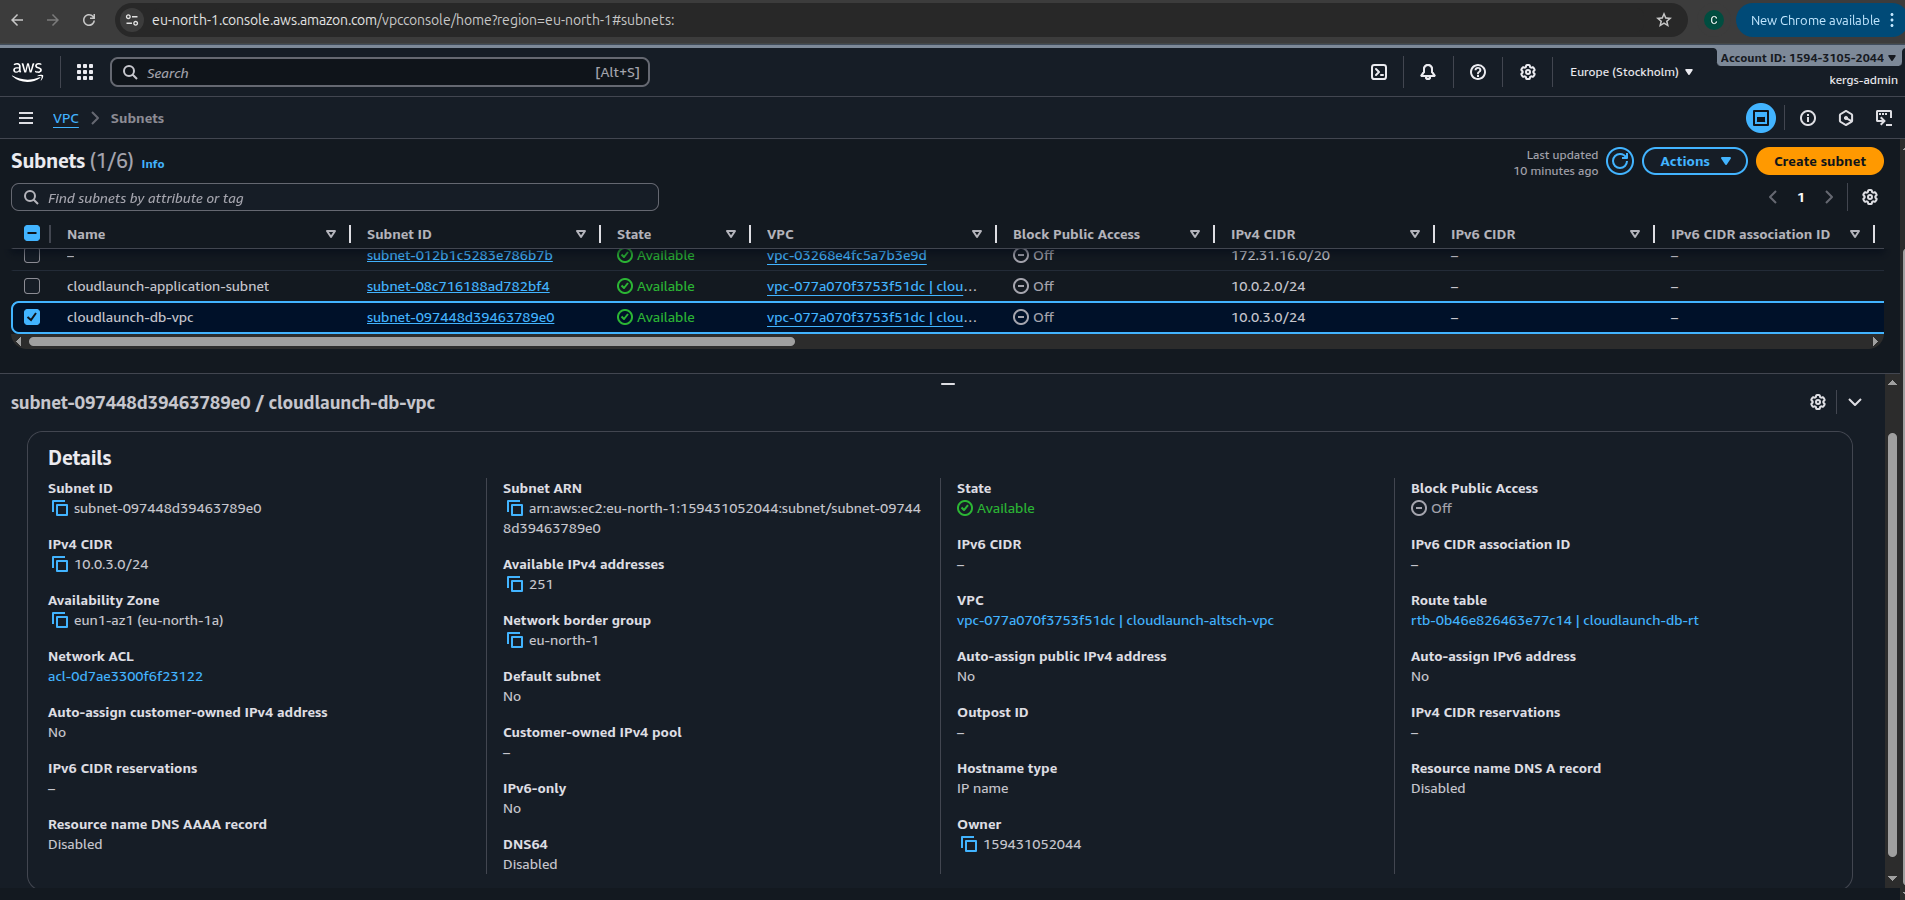 eu-north-1.console.aws.amazon.com/vpcconsole/home?region=eu-north-1#subnets:
C
New Chrome available
aws
Search
[Alt+S]
Europe (Stockholm)
Account ID: 1594-3105-2044
kergs-admin
VPC
Subnets
Subnets (1/6) Info
Last updated
10 minutes ago
Actions
Create subnet
Find subnets by attribute or tag
1
Name Subnet ID State VPC Block Public Access IPv4 CIDR IPv6 CIDR IPv6 CIDR association ID
– subnet-012b1c5283e786b7b Available vpc-03268e4fc5a7b3e9d Off 172.31.16.0/20 – –
cloudlaunch-application-subnet subnet-08c716188ad782bf4 Available vpc-077a070f3753f51dc | clou... Off 10.0.2.0/24 – –
cloudlaunch-db-vpc subnet-097448d39463789e0 Available vpc-077a070f3753f51dc | clou... Off 10.0.3.0/24 – –
subnet-097448d39463789e0 / cloudlaunch-db-vpc
Details
Subnet ID
subnet-097448d39463789e0
IPv4 CIDR
10.0.3.0/24
Availability Zone
eun1-az1 (eu-north-1a)
Network ACL
acl-0d7ae3300f6f23122
Auto-assign customer-owned IPv4 address
No
IPv6 CIDR reservations
–
Resource name DNS AAAA record
Disabled
Subnet ARN
arn:aws:ec2:eu-north-1:159431052044:subnet/subnet-09744
8d39463789e0
Available IPv4 addresses
251
Network border group
eu-north-1
Default subnet
No
Customer-owned IPv4 pool
–
IPv6-only
No
DNS64
Disabled
State
Available
IPv6 CIDR
–
VPC
vpc-077a070f3753f51dc | cloudlaunch-altsch-vpc
Auto-assign public IPv4 address
No
Outpost ID
–
Hostname type
IP name
Owner
159431052044
Block Public Access
Off
IPv6 CIDR association ID
–
Route table
rtb-0b46e826463e77c14 | cloudlaunch-db-rt
Auto-assign IPv6 address
No
IPv4 CIDR reservations
–
Resource name DNS A record
Disabled